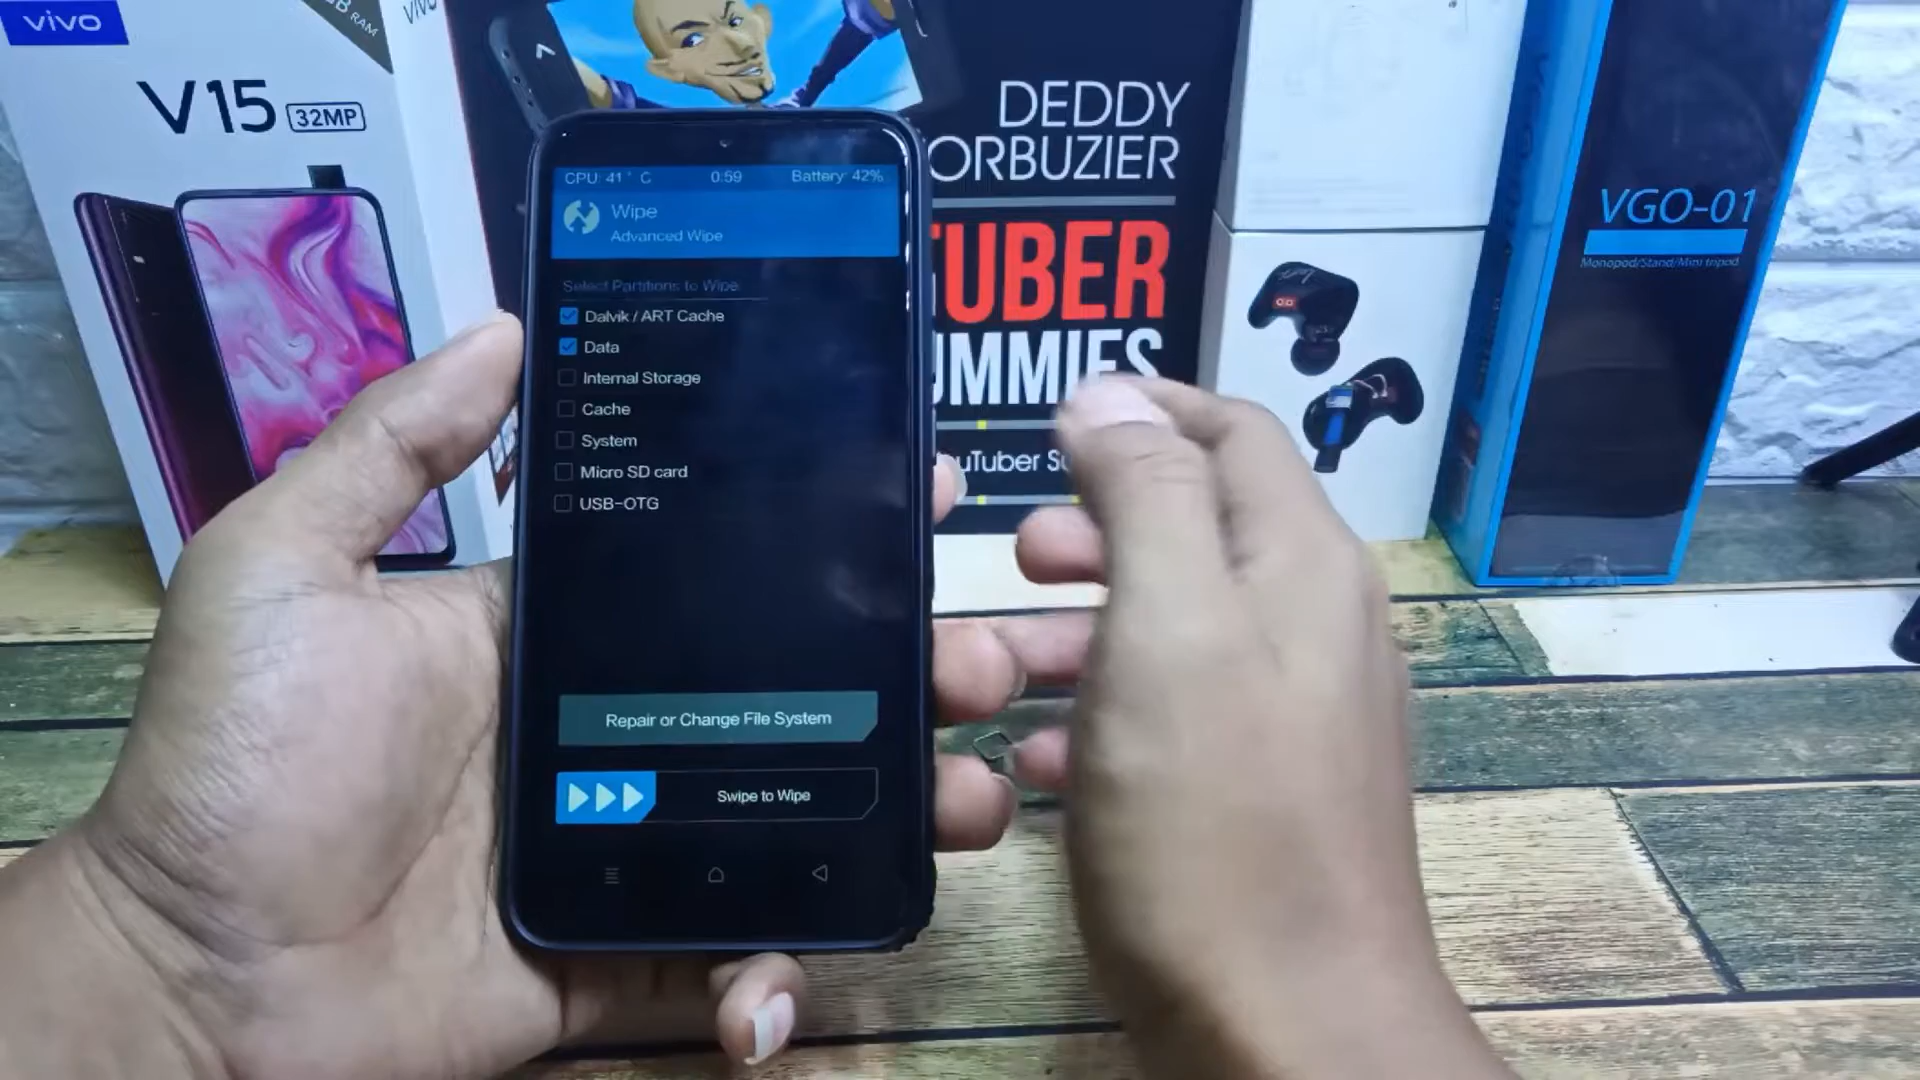 vivo
RAM
vivo
V15 32MP
DEDDY
ORBUZIER
TUBER
UMMIES
uTuber
VGO-01
Monopod/Stand/Mini tripod
CPU: 41° C 0:59 Battery: 42%
Wipe
Advanced Wipe
Select Partitions to Wipe:
Dalvik / ART Cache
Data
Internal Storage
Cache
System
Micro SD card
USB-OTG
Repair or Change File System
Swipe to Wipe